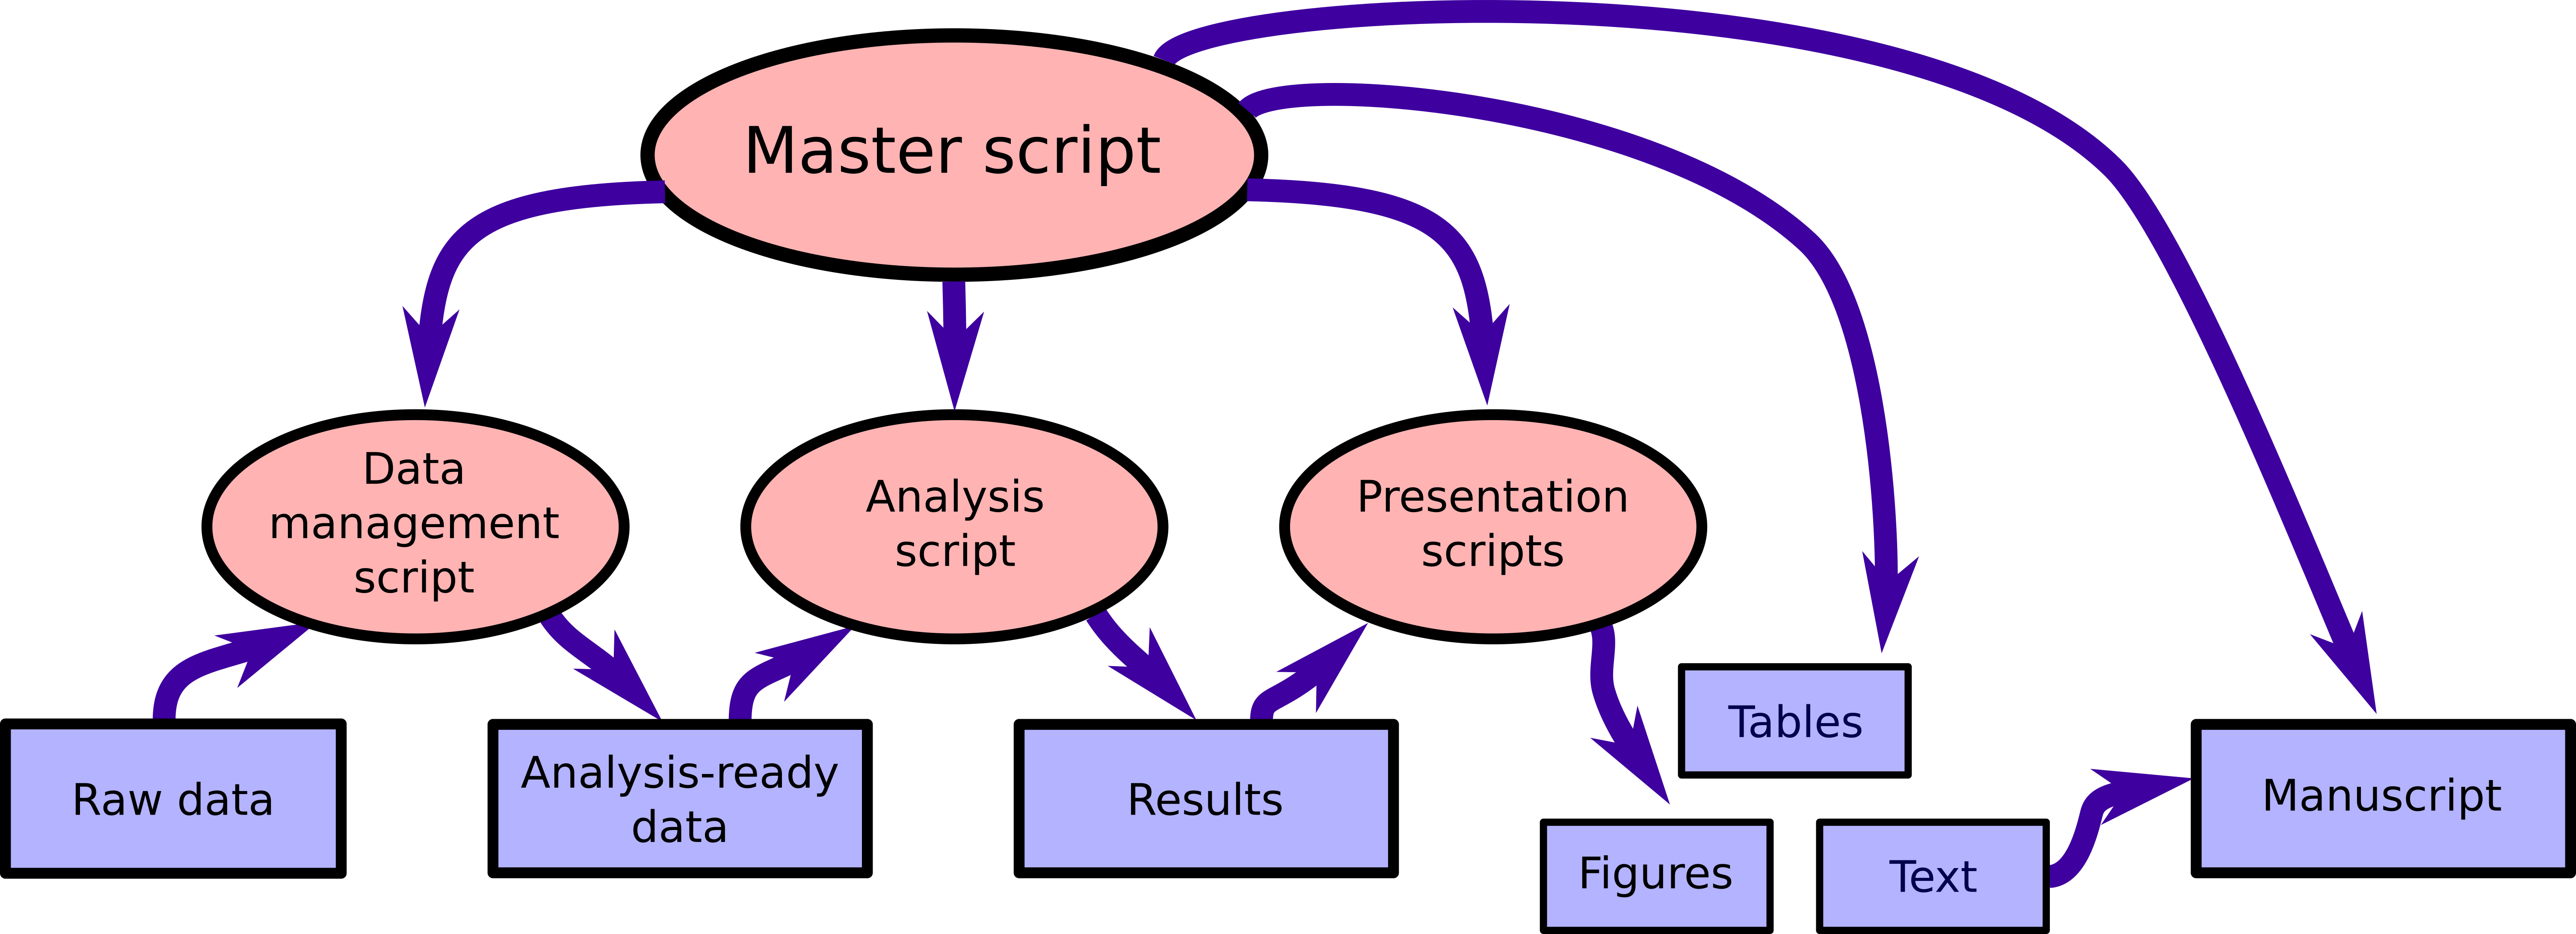 Master script
Data
management
script
Analysis
script
Presentation
scripts
Raw data
Analysis-ready
data
Results
Figures
Tables
Text
Manuscript